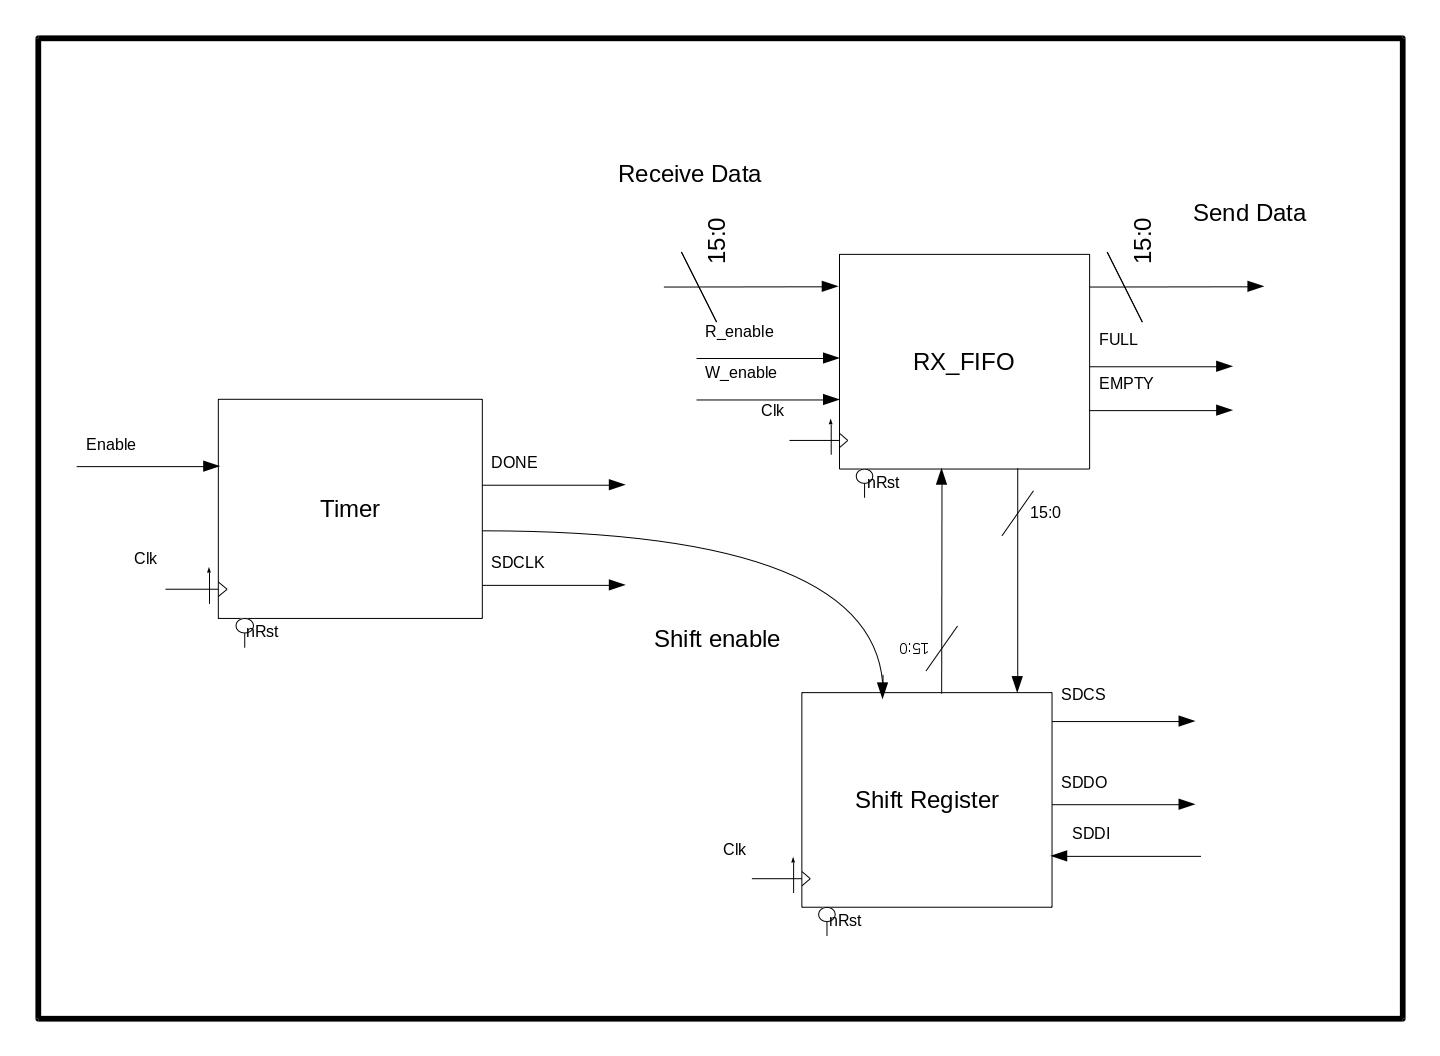 Receive Data
15:0
15:0
Send Data
R_enable
FULL
RX_FIFO
W_enable
EMPTY
Clk
nRst
Enable
DONE
Timer
15:0
Clk
SDCLK
nRst
Shift enable
15:0
SDCS
SDDO
Shift Register
SDDI
Clk
nRst